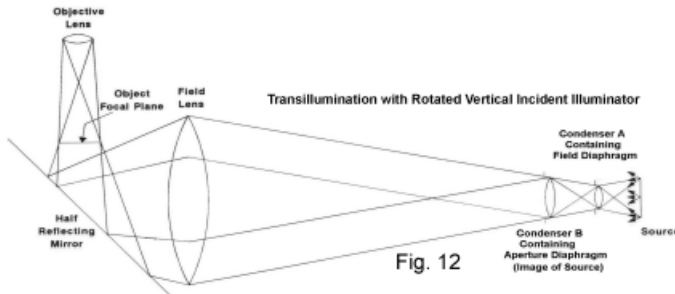 Objective
Lens
Object
Focal Plane
Field
Lens
Transillumination with Rotated Vertical Incident Illuminator
Condenser A
Containing
Field Diaphragm
Half
Reflecting
Mirror
Condenser B
Containing
Aperture Diaphragm
(Image of Source)
Source
Fig. 12